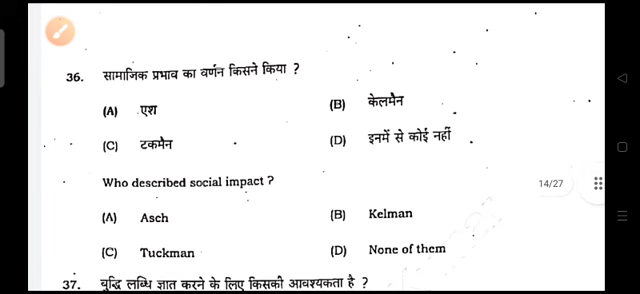 36. सामाजिक प्रभाव का वर्णन किसने किया ?
(A) एश (B) केलमैन
(C) टकमैन (D) इनमें से कोई नहीं
Who described social impact ?
14/27
(A) Asch (B) Kelman
(C) Tuckman (D) None of them
37. बुद्धि लब्धि ज्ञात करने के लिए किसकी आवश्यकता है ?